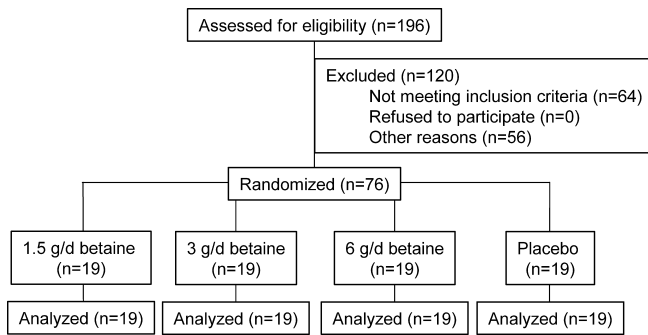 Assessed for eligibility (n=196)
Excluded (n=120)
Not meeting inclusion criteria (n=64)
Refused to participate (n=0)
Other reasons (n=56)
Randomized (n=76)
1.5 g/d betaine
(n=19)
3 g/d betaine
(n=19)
6 g/d betaine
(n=19)
Placebo
(n=19)
Analyzed (n=19)
Analyzed (n=19)
Analyzed (n=19)
Analyzed (n=19)